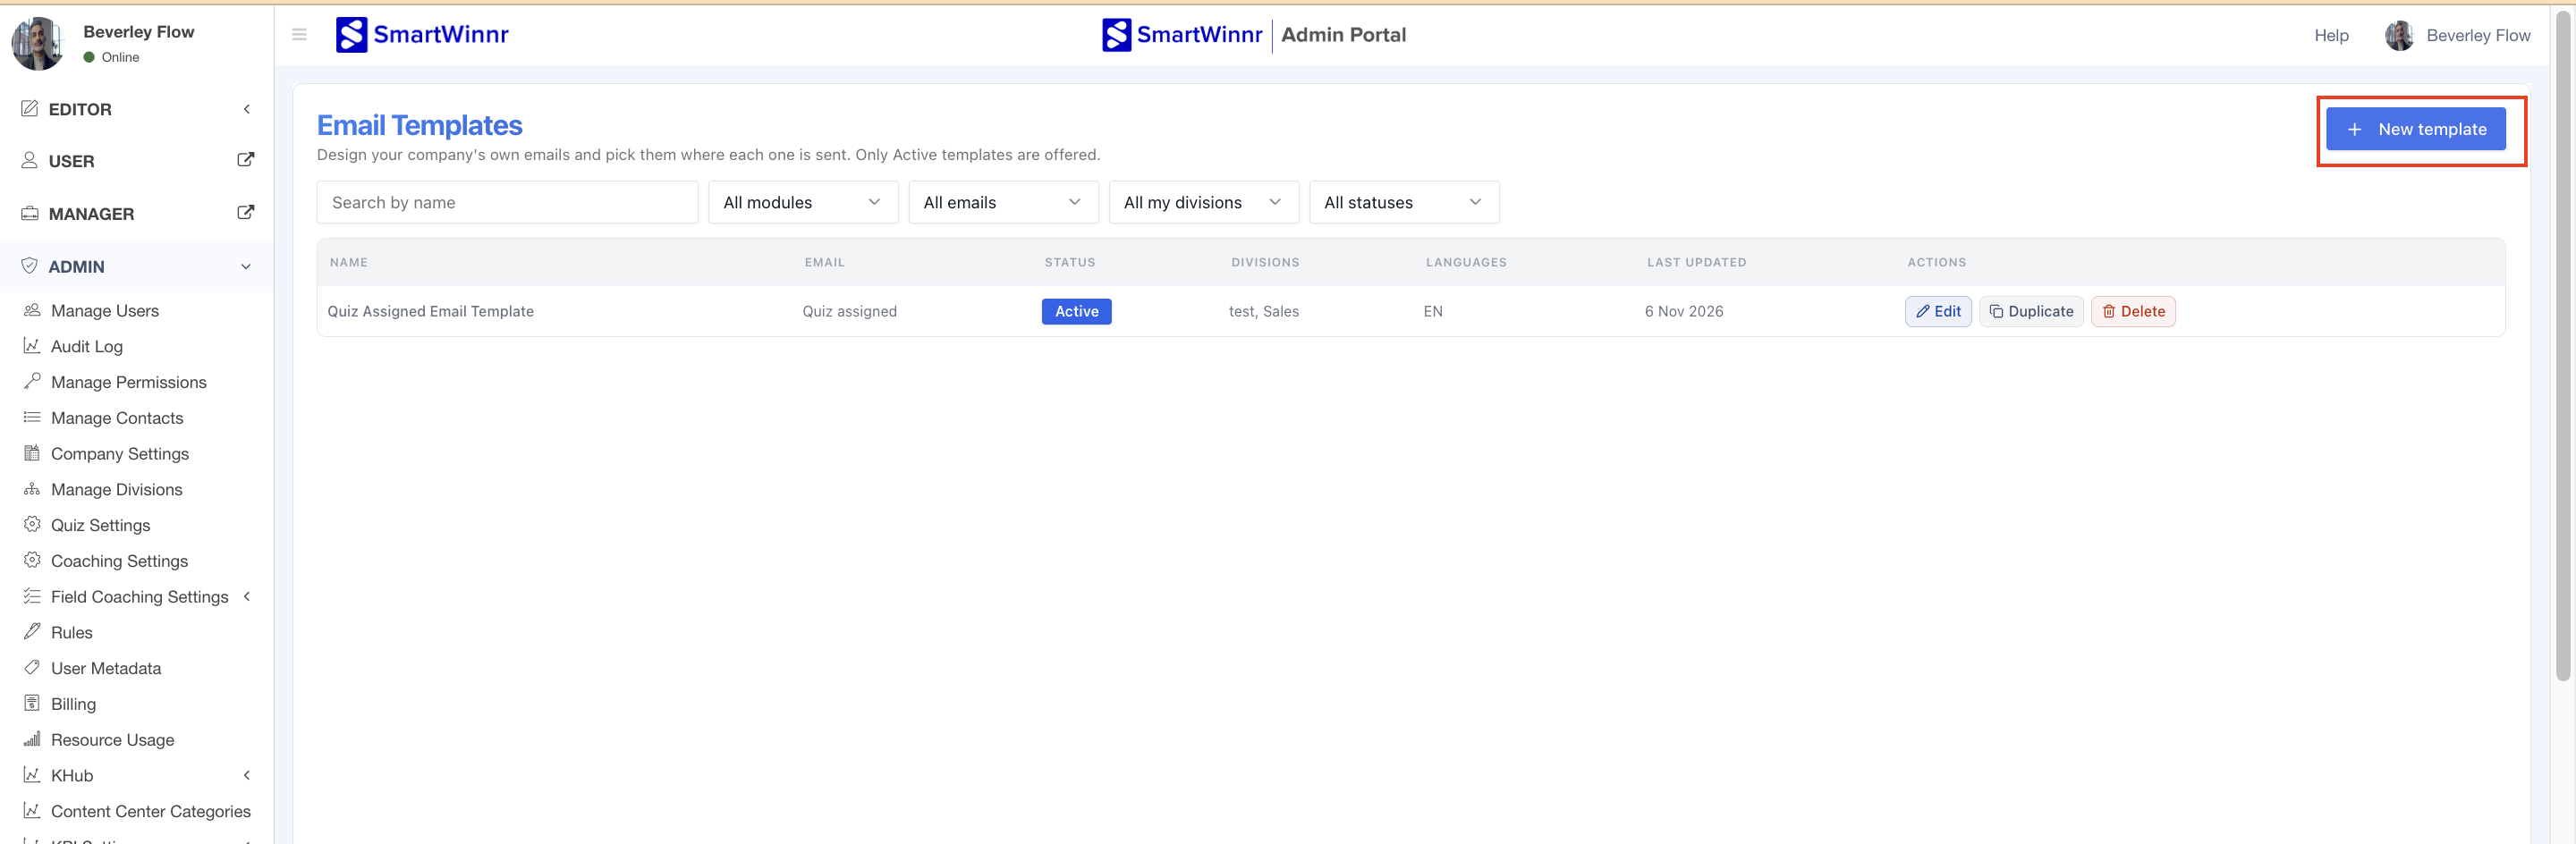 Beverley Flow
Online
EDITOR
USER
MANAGER
ADMIN
Manage Users
Audit Log
Manage Permissions
Manage Contacts
Company Settings
Manage Divisions
Quiz Settings
Coaching Settings
Field Coaching Settings
Rules
User Metadata
Billing
Resource Usage
KHub
Content Center Categories
SmartWinnr
SmartWinnr | Admin Portal
Help
Beverley Flow
Email Templates
Design your company's own emails and pick them where each one is sent. Only Active templates are offered.
+ New template
Search by name
All modules
All emails
All my divisions
All statuses
NAME EMAIL STATUS DIVISIONS LANGUAGES LAST UPDATED ACTIONS
Quiz Assigned Email Template Quiz assigned Active test, Sales EN 6 Nov 2026 Edit Duplicate Delete